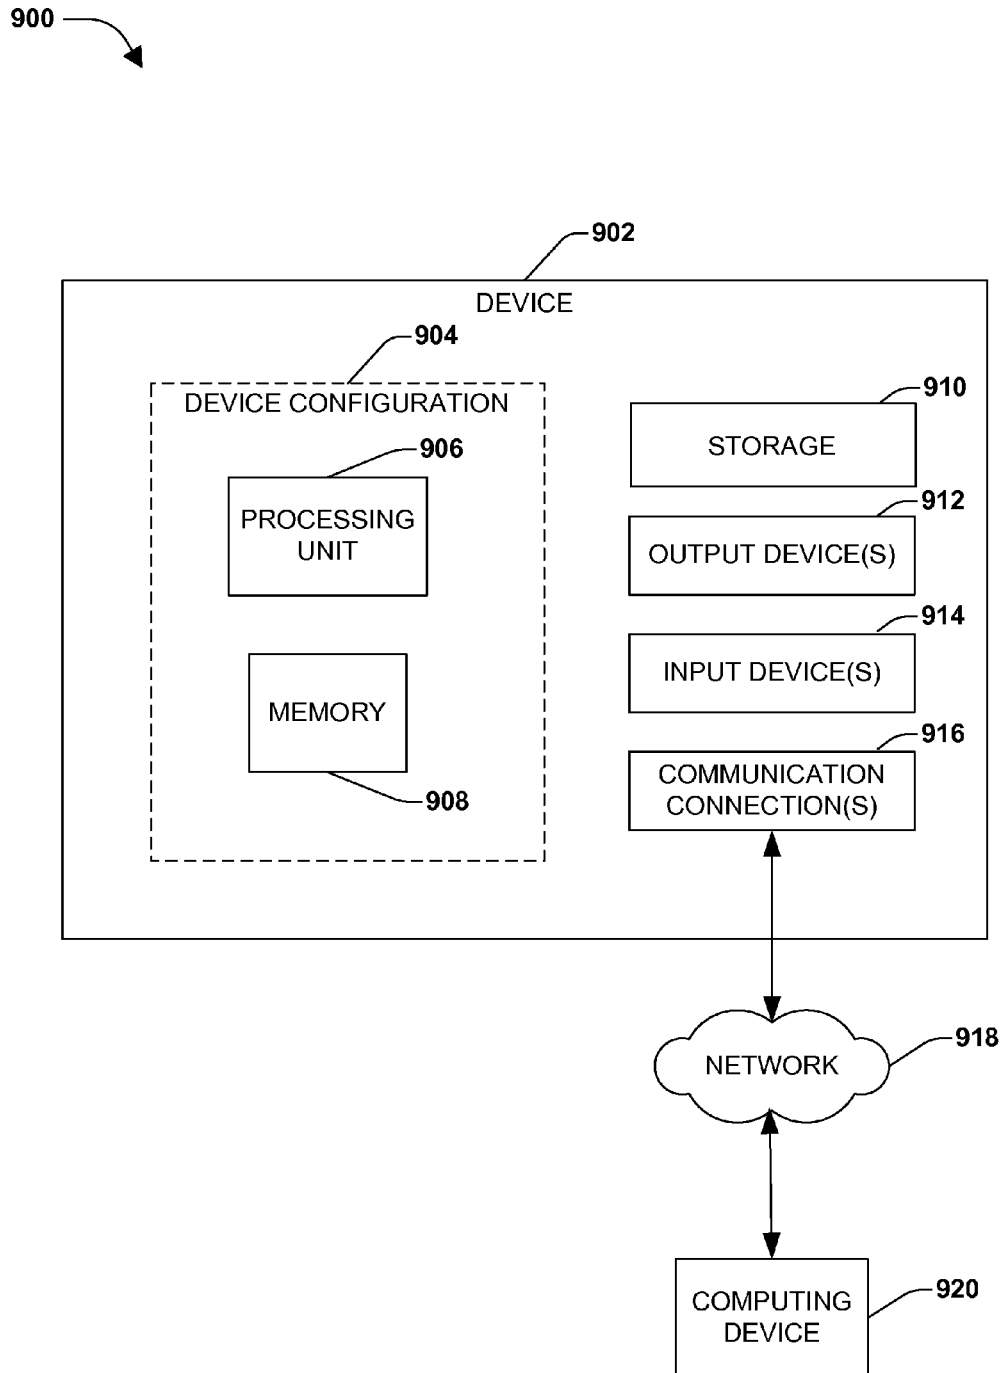 900
902
DEVICE
904
DEVICE CONFIGURATION
906
PROCESSING
UNIT
MEMORY
908
910
STORAGE
912
OUTPUT DEVICE(S)
914
INPUT DEVICE(S)
916
COMMUNICATION
CONNECTION(S)
NETWORK
918
COMPUTING
DEVICE
920